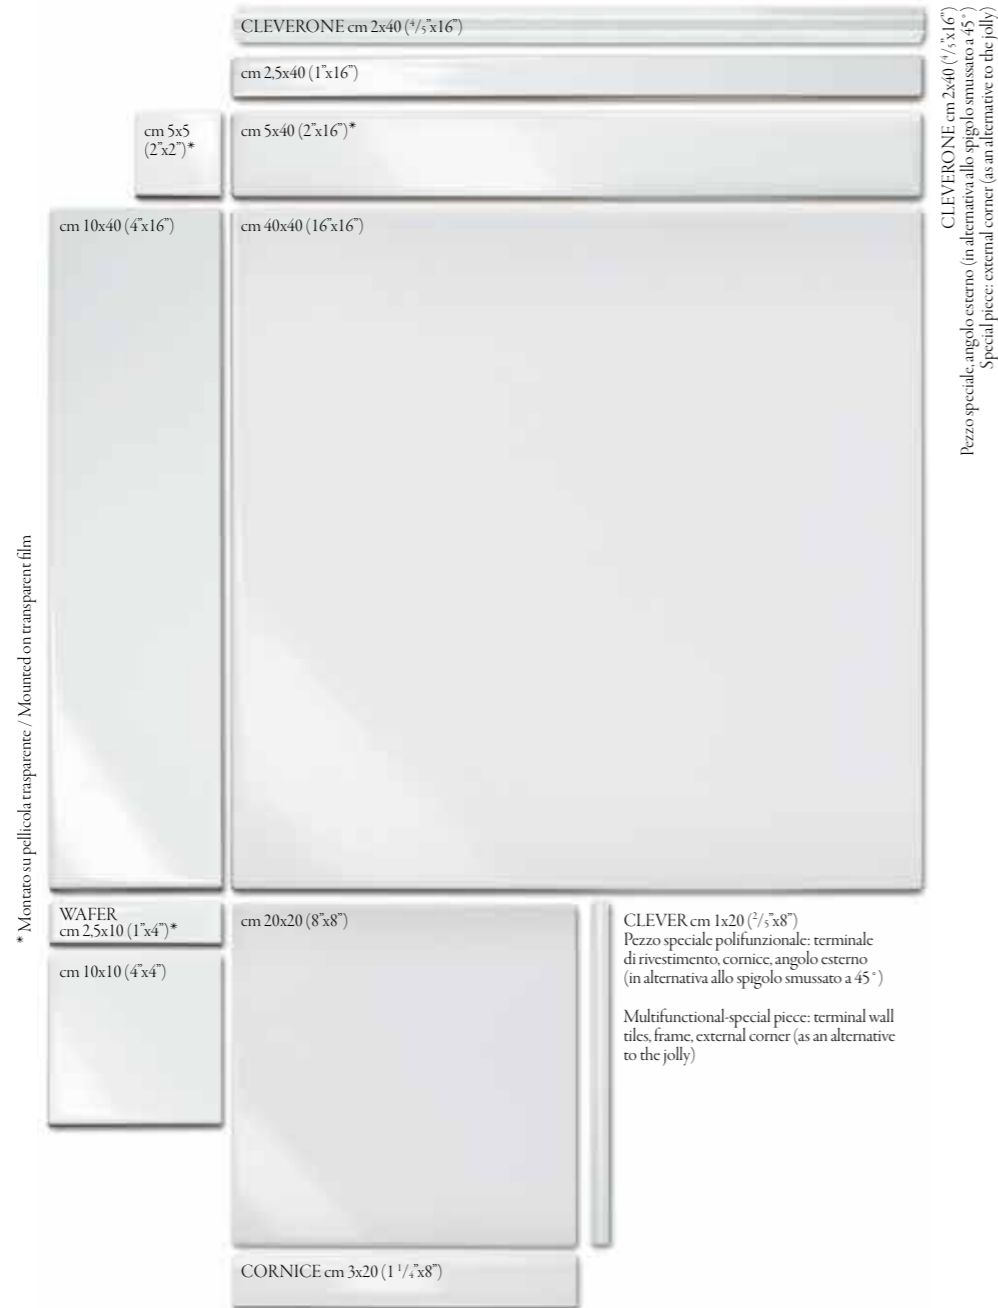 CLEVERONE cm 2x40 (⁴/₅”x16”)
cm 2,5x40 (1”x16”)
cm 5x5
(2”x2”)*
cm 5x40 (2”x16”)*
cm 10x40 (4”x16”)
cm 40x40 (16”x16”)
CLEVERONE cm 2x40 (⁴/₅”x16”)
Pezzo speciale, angolo esterno (in alternativa allo spigolo smussato a 45°)
Special piece: external corner (as an alternative to the jolly)
* Montato su pellicola trasparente / Mounted on transparent film
WAFER
cm 2,5x10 (1”x4”)*
cm 10x10 (4”x4”)
cm 20x20 (8”x8”)
CLEVER cm 1x20 (²/₅”x8”)
Pezzo speciale polifunzionale: terminale
di rivestimento, cornice, angolo esterno
(in alternativa allo spigolo smussato a 45°)
Multifunctional-special piece: terminal wall
tiles, frame, external corner (as an alternative
to the jolly)
CORNICE cm 3x20 (1 ¹/₄”x8”)